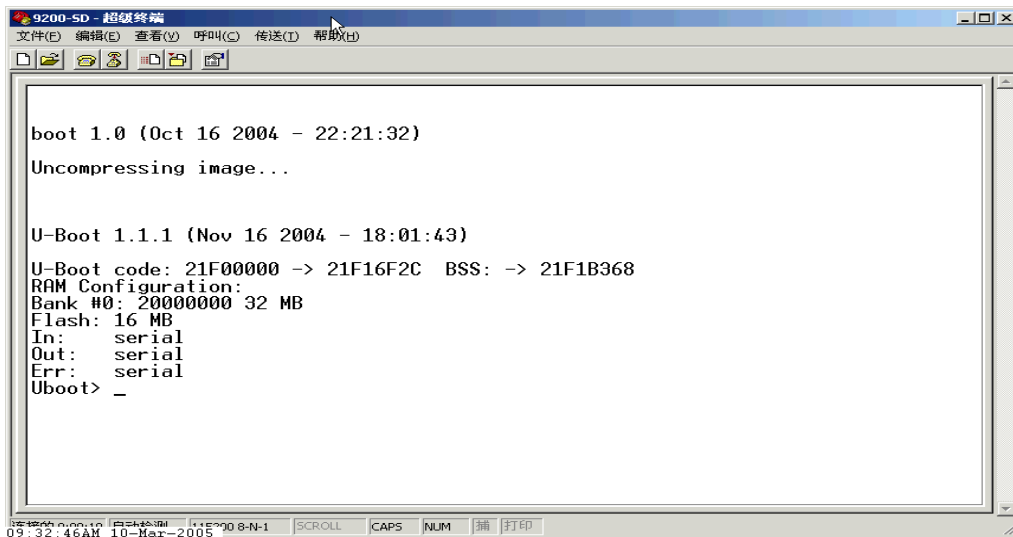 9200-SD - 超级终端
文件(F) 编辑(E) 查看(V) 呼叫(C) 传送(T) 帮助(H)
boot 1.0 (Oct 16 2004 - 22:21:32)
Uncompressing image...
U-Boot 1.1.1 (Nov 16 2004 - 18:01:43)
U-Boot code: 21F00000 -> 21F16F2C  BSS: -> 21F1B368
RAM Configuration:
Bank #0: 20000000 32 MB
Flash: 16 MB
In:    serial
Out:   serial
Err:   serial
Uboot> _
8-N-1 SCROLL CAPS NUM 捕 打印
09:32:46AM 10-Mar-2005